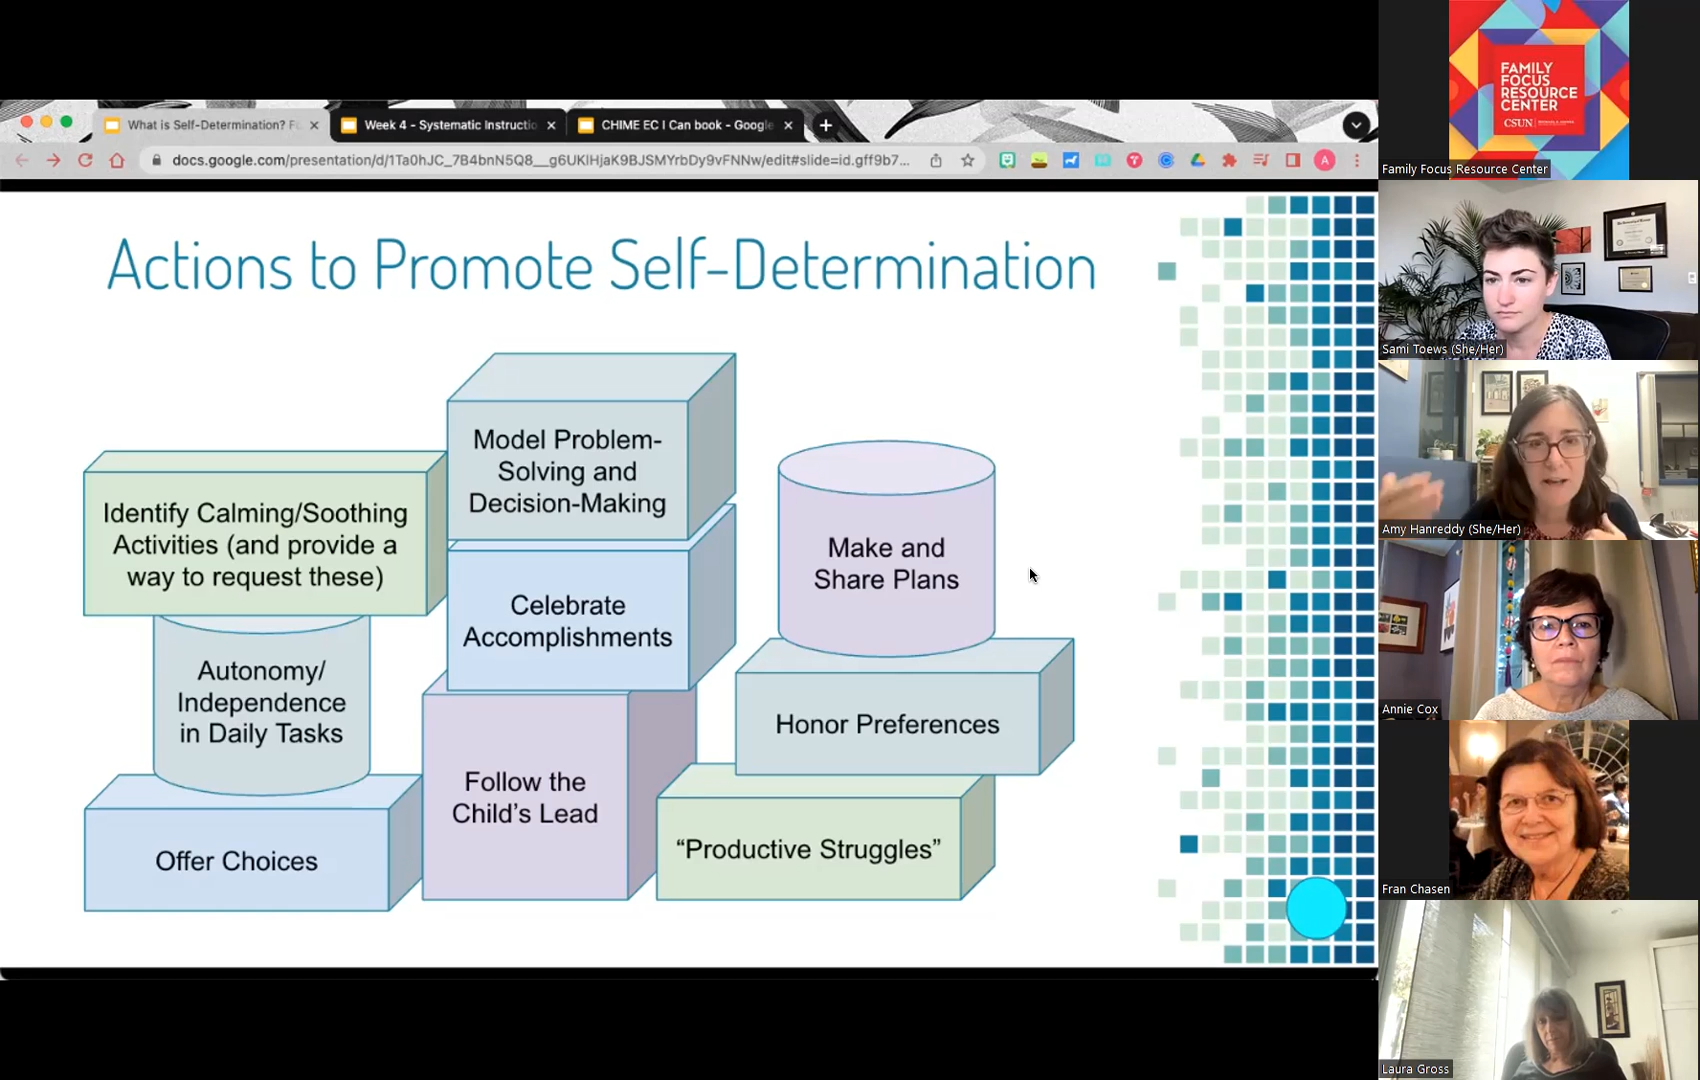 What is Self-Determination? F
Week 4 - Systematic Instructio
CHIME EC I Can book - Google
docs.google.com/presentation/d/1Ta0hJC_7B4bnN5Q8__g6UKlHjaK9BJSMYrbDy9vFNNw/edit#slide=id.gff9b7...
A
Actions to Promote Self-Determination
Model Problem-
Solving and
Decision-Making
Identify Calming/Soothing
Activities (and provide a
way to request these)
Make and
Share Plans
Celebrate
Accomplishments
Autonomy/
Independence
in Daily Tasks
Honor Preferences
Follow the
Child's Lead
"Productive Struggles"
Offer Choices
FAMILY
FOCUS
RESOURCE
CENTER
CSUN
Family Focus Resource Center
Sami Toews (She/Her)
Amy Hanreddy (She/Her)
Annie Cox
Fran Chasen
Laura Gross